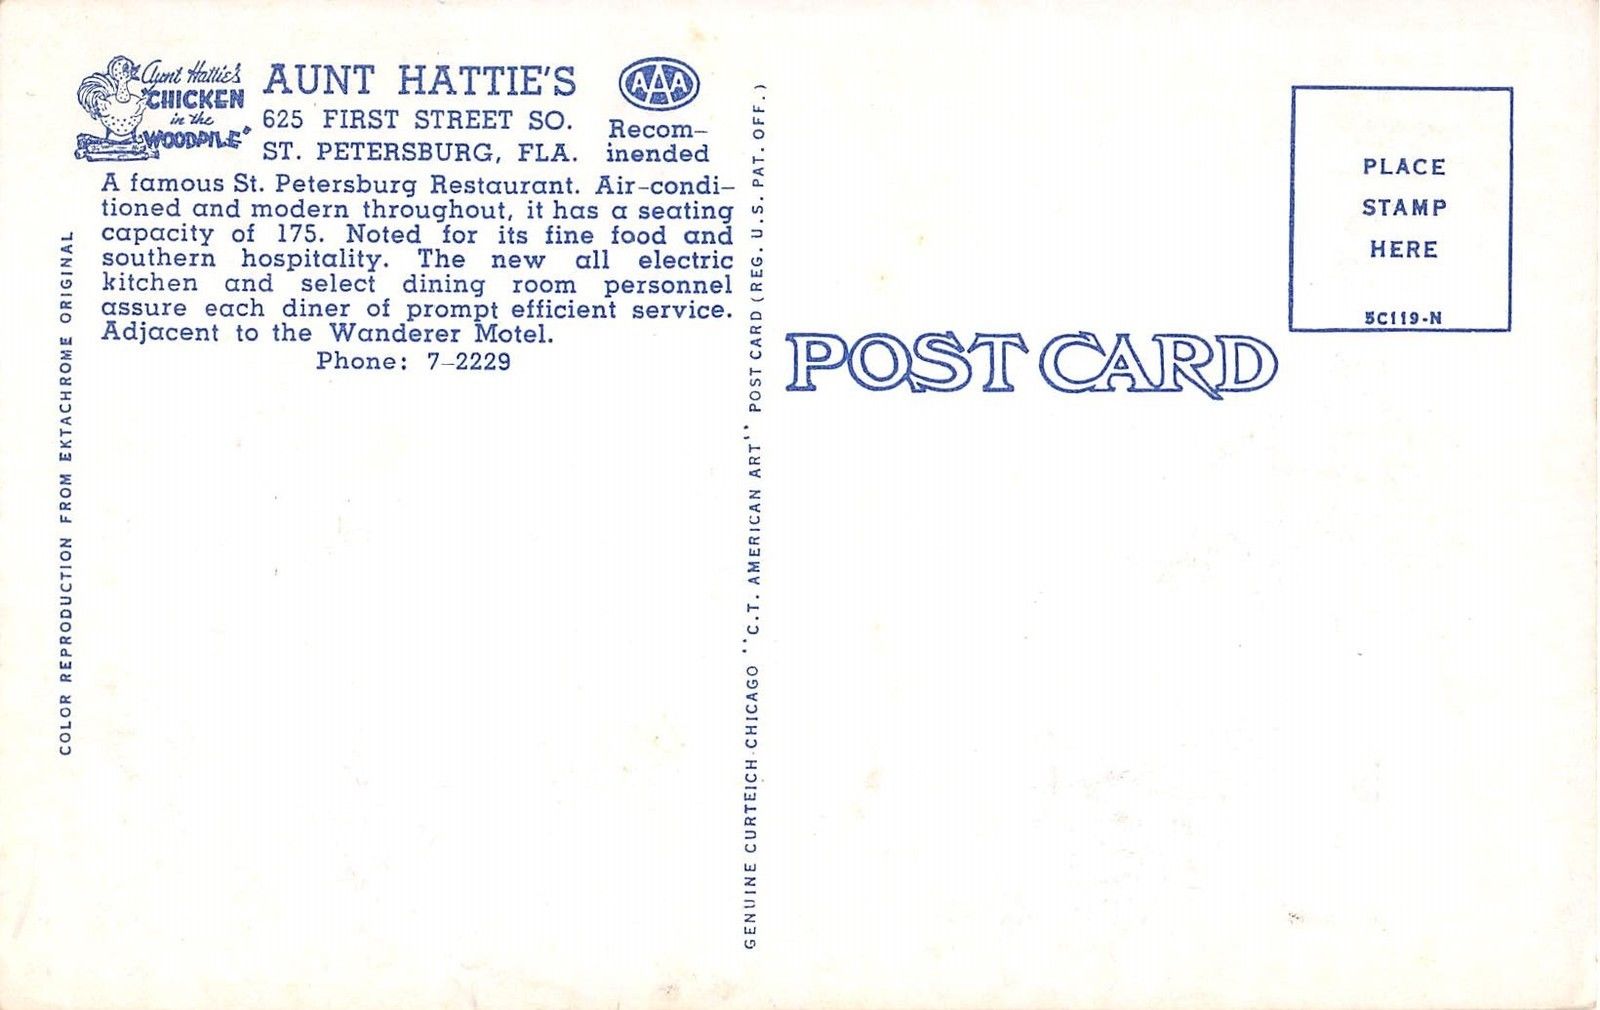 Aunt Hattie's
"CHICKEN
in the
WOODPILE"
AUNT HATTIE'S
625 FIRST STREET SO.
ST. PETERSBURG, FLA.
AAA
Recom-
inended
A famous St. Petersburg Restaurant. Air-condi-
tioned and modern throughout, it has a seating
capacity of 175. Noted for its fine food and
southern hospitality. The new all electric
kitchen and select dining room personnel
assure each diner of prompt efficient service.
Adjacent to the Wanderer Motel.
Phone: 7-2229
COLOR REPRODUCTION FROM EKTACHROME ORIGINAL
GENUINE CURTEICH-CHICAGO "C.T. AMERICAN ART" POST CARD (REG. U.S. PAT. OFF.)
POST CARD
PLACE
STAMP
HERE
5C119-N